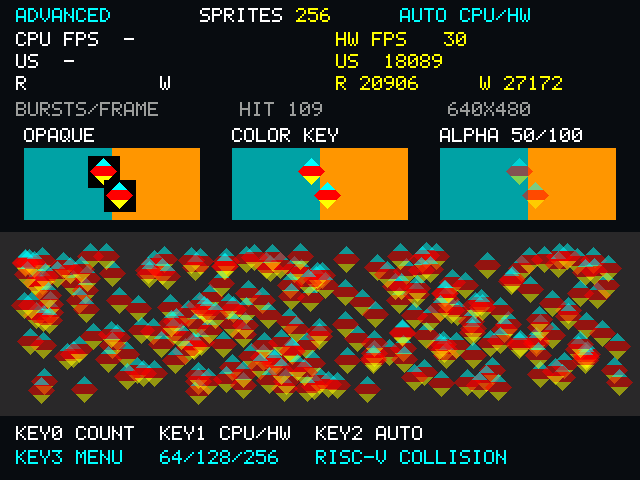 ADVANCED SPRITES 256 AUTO CPU/HW
CPU FPS - HW FPS 30
US - US 18089
R W R 20906 W 27172
BURSTS/FRAME HIT 109 640X480
OPAQUE COLOR KEY ALPHA 50/100
KEY0 COUNT KEY1 CPU/HW KEY2 AUTO
KEY3 MENU 64/128/256 RISC-V COLLISION